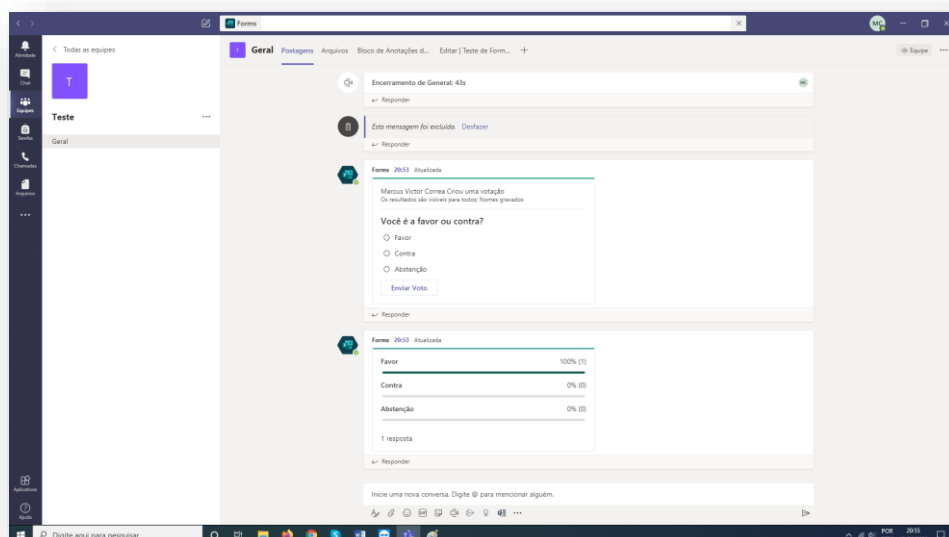 Forms
MC
Atividade
Chat
Equipes
Tarefas
Chamadas
Arquivos
Aplicativos
Ajuda
Todas as equipes
T
Teste
Geral
T
Geral Postagens Arquivos Bloco de Anotações d... Editar | Teste de Form...
Equipe
Encerramento de General: 43s
MC
Responder
Esta mensagem foi excluída. Desfazer
Responder
Forms 20:53 Atualizada
Marcus Victor Correa Criou uma votação
Os resultados são visíveis para todos; Nomes gravados
Você é a favor ou contra?
Favor
Contra
Abstenção
Enviar Voto
Responder
Forms 20:53 Atualizada
Favor 100% (1)
Contra 0% (0)
Abstenção 0% (0)
1 resposta
Responder
Inicie uma nova conversa. Digite @ para mencionar alguém.
Digite aqui para pesquisar
POR 20:55